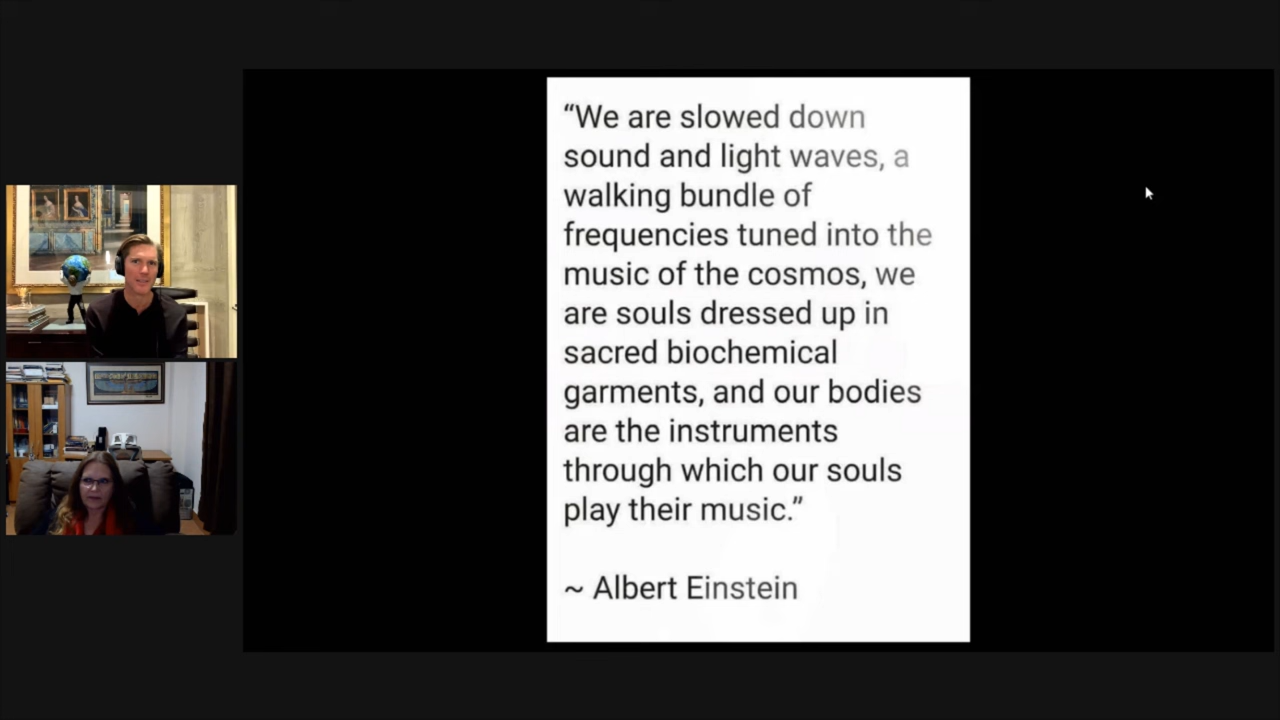 “We are slowed down
sound and light waves, a
walking bundle of
frequencies tuned into the
music of the cosmos, we
are souls dressed up in
sacred biochemical
garments, and our bodies
are the instruments
through which our souls
play their music.”
~ Albert Einstein